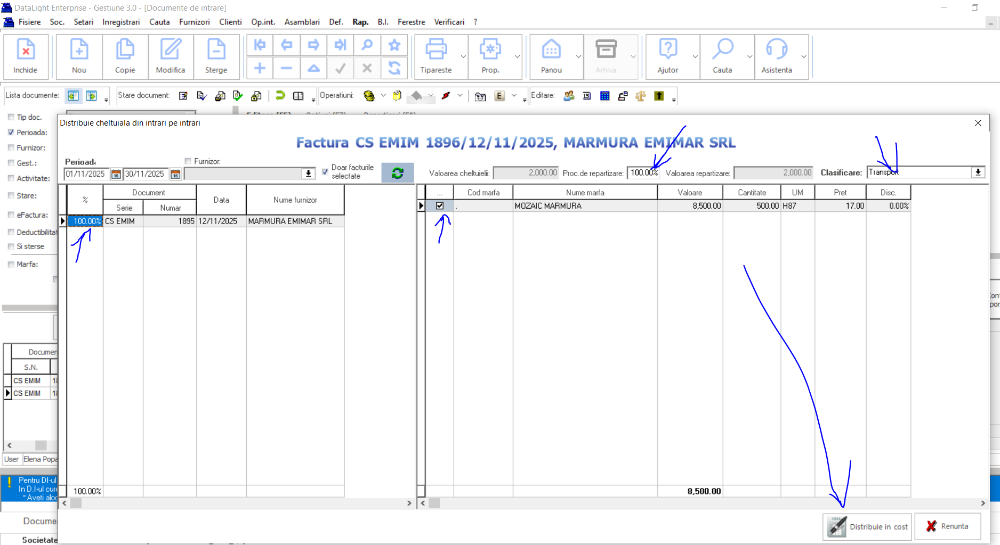 DataLight Enterprise - Gestiune 3.0 - [Documente de intrare]
Fisiere Soc. Setari Inregistrari Cauta Furnizori Clienti Op.int. Asamblari Def. Rap. B.I. Ferestre Verificari ?
Inchide Nou Copie Modifica Sterge Tipareste Prop. Panou Arhiva Ajutor Cauta Asistenta
Lista documente: Stare document: Operatiuni: E Editare: 15
Tip doc.
Perioada:
Furnizor:
Gest.:
Activitate:
Stare:
eFactura:
Deductibilitat
Si sterse
Marfa:
Distribuie cheltuiala din intrari pe intrari
Factura CS EMIM 1896/12/11/2025, MARMURA EMIMAR SRL
Perioada Furnizor:
01/11/2025 30/11/2025 Doar facturile selectate
Valoarea cheltuielii: 2,000.00 Proc.de repartizare: 100.00% Valoarea repartizare: 2,000.00 Clasificare: Transport
% Document Data Nume furnizor
Serie Numar
100.00% CS EMIM 1895 12/11/2025 MARMURA EMIMAR SRL
100.00%
... Cod marfa Nume marfa Valoare Cantitate UM Pret Disc.
. MOZAIC MARMURA 8,500.00 500.00 H87 17.00 0.00%
8,500.00
Documen
S.N.
CS EMIM
CS EMIM
User Elena Popa
Pentru DI-ul
In D.I-ul cure
* Aveti aloc
Docume
Societate
Distribuie in cost Renunta